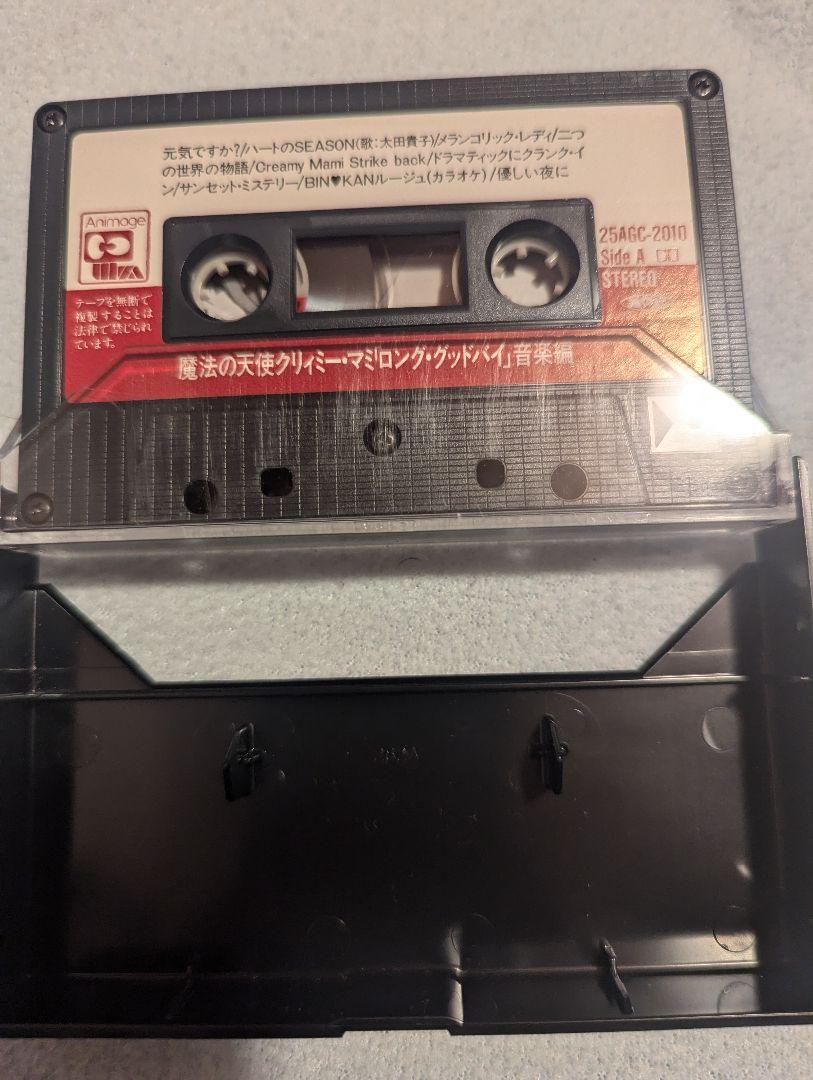 元気ですか?/ハートのSEASON(歌:太田貴子)/メランコリック・レディ/二つ
の世界の物語/Creamy Mami Strike back/ドラマティックにクランク・イ
ン/サンセット・ミステリー/BIN♥KANルージュ(カラオケ)/優しい夜に
Animage
25AGC-2010
Side A
STEREO
テープを無断で
複製することは
法律で禁じられ
ています。
魔法の天使クリィミー・マミ「ロング・グッドバイ」音楽編